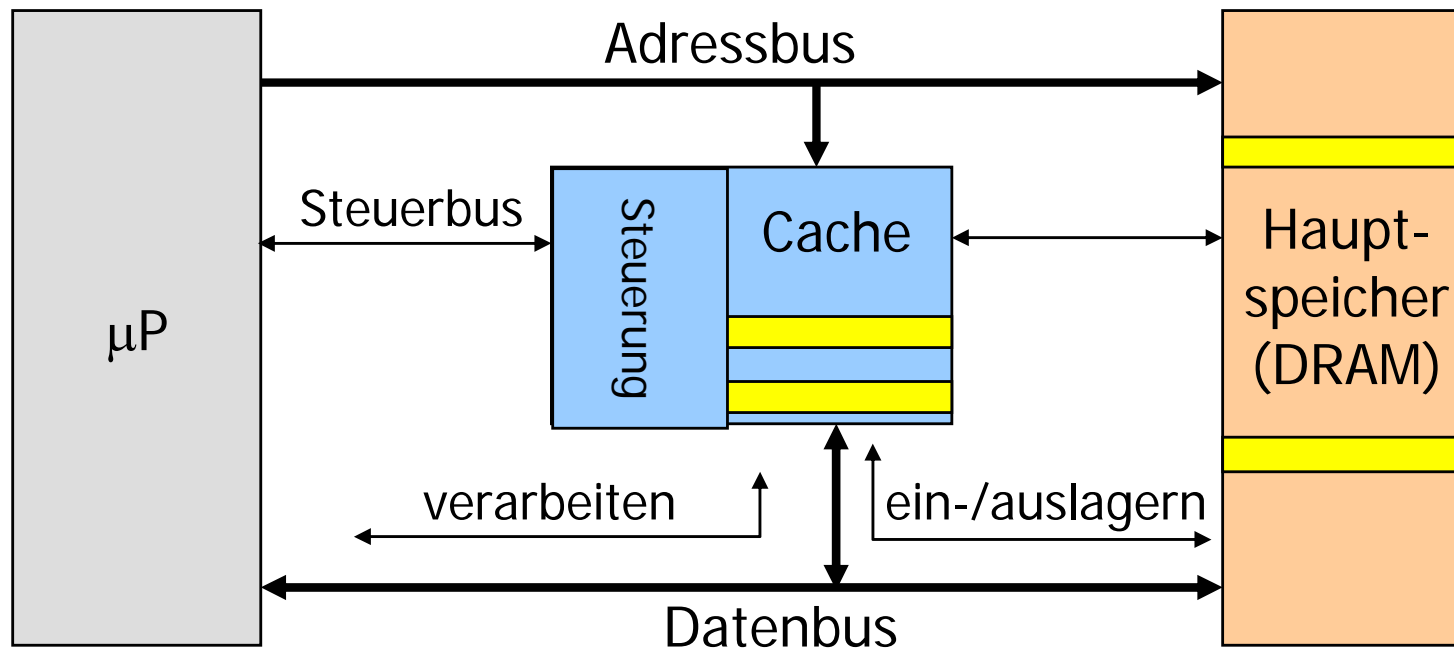 Adressbus
Steuerbus
Steuerung
Cache
Haupt-
speicher
(DRAM)
µP
verarbeiten
ein-/auslagern
Datenbus